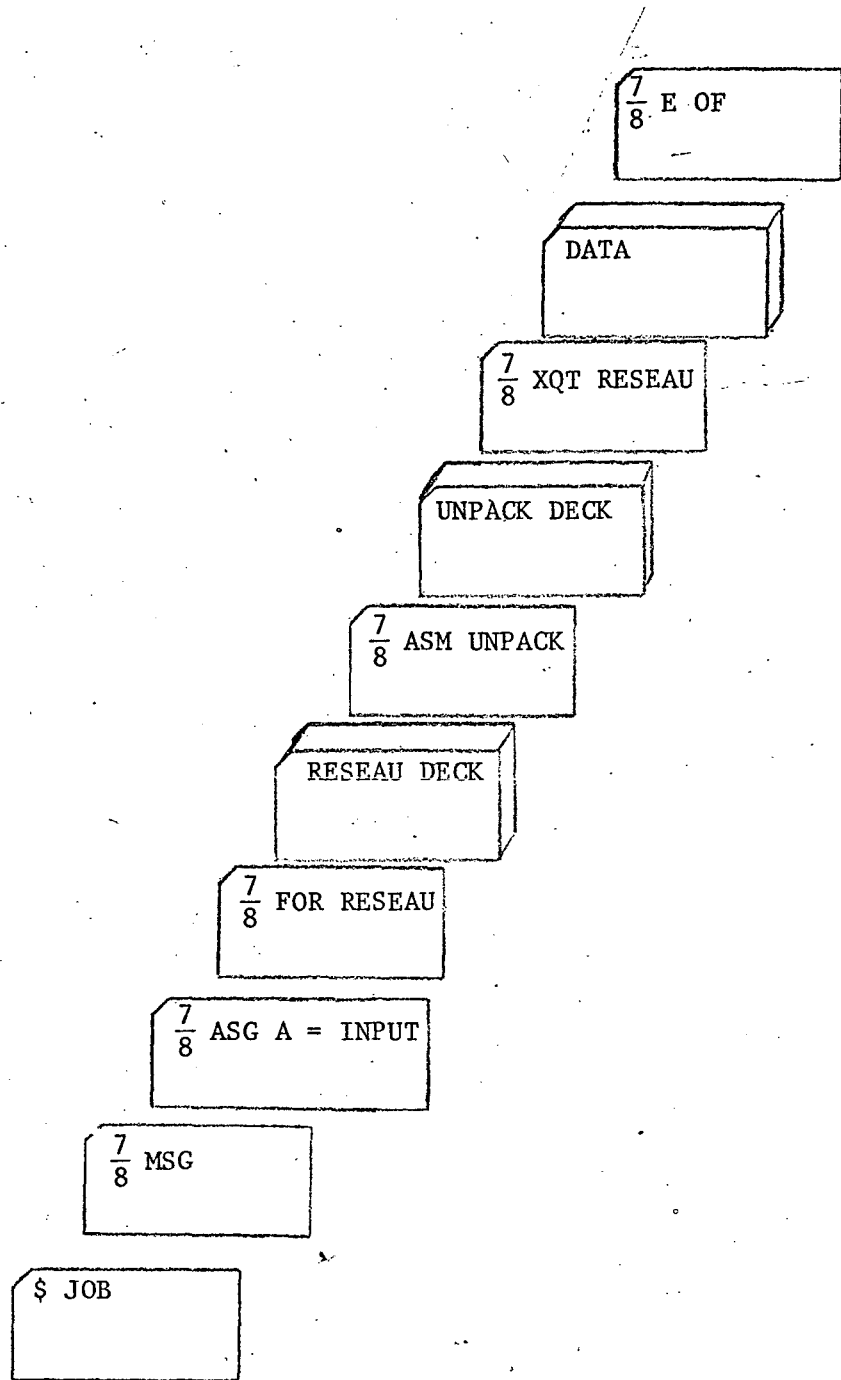 7/8 E OF
DATA
7/8 XQT RESEAU
UNPACK DECK
7/8 ASM UNPACK
RESEAU DECK
7/8 FOR RESEAU
7/8 ASG A = INPUT
7/8 MSG
$ JOB